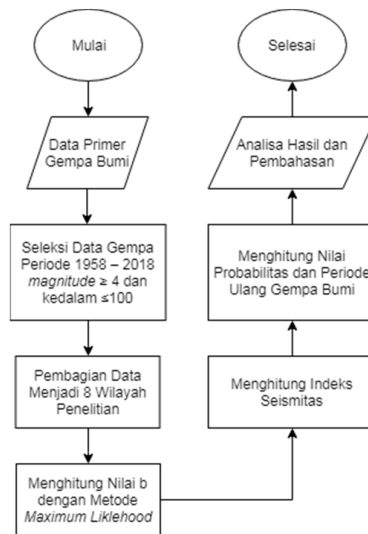 Mulai
Data Primer
Gempa Bumi
Seleksi Data Gempa
Periode 1958 – 2018
magnitude ≥ 4 dan
kedalam ≤100
Pembagian Data
Menjadi 8 Wilayah
Penelitian
Menghitung Nilai b
dengan Metode
Maximum Liklehood
Menghitung Indeks
Seismitas
Menghitung Nilai
Probabilitas dan Periode
Ulang Gempa Bumi
Analisa Hasil dan
Pembahasan
Selesai